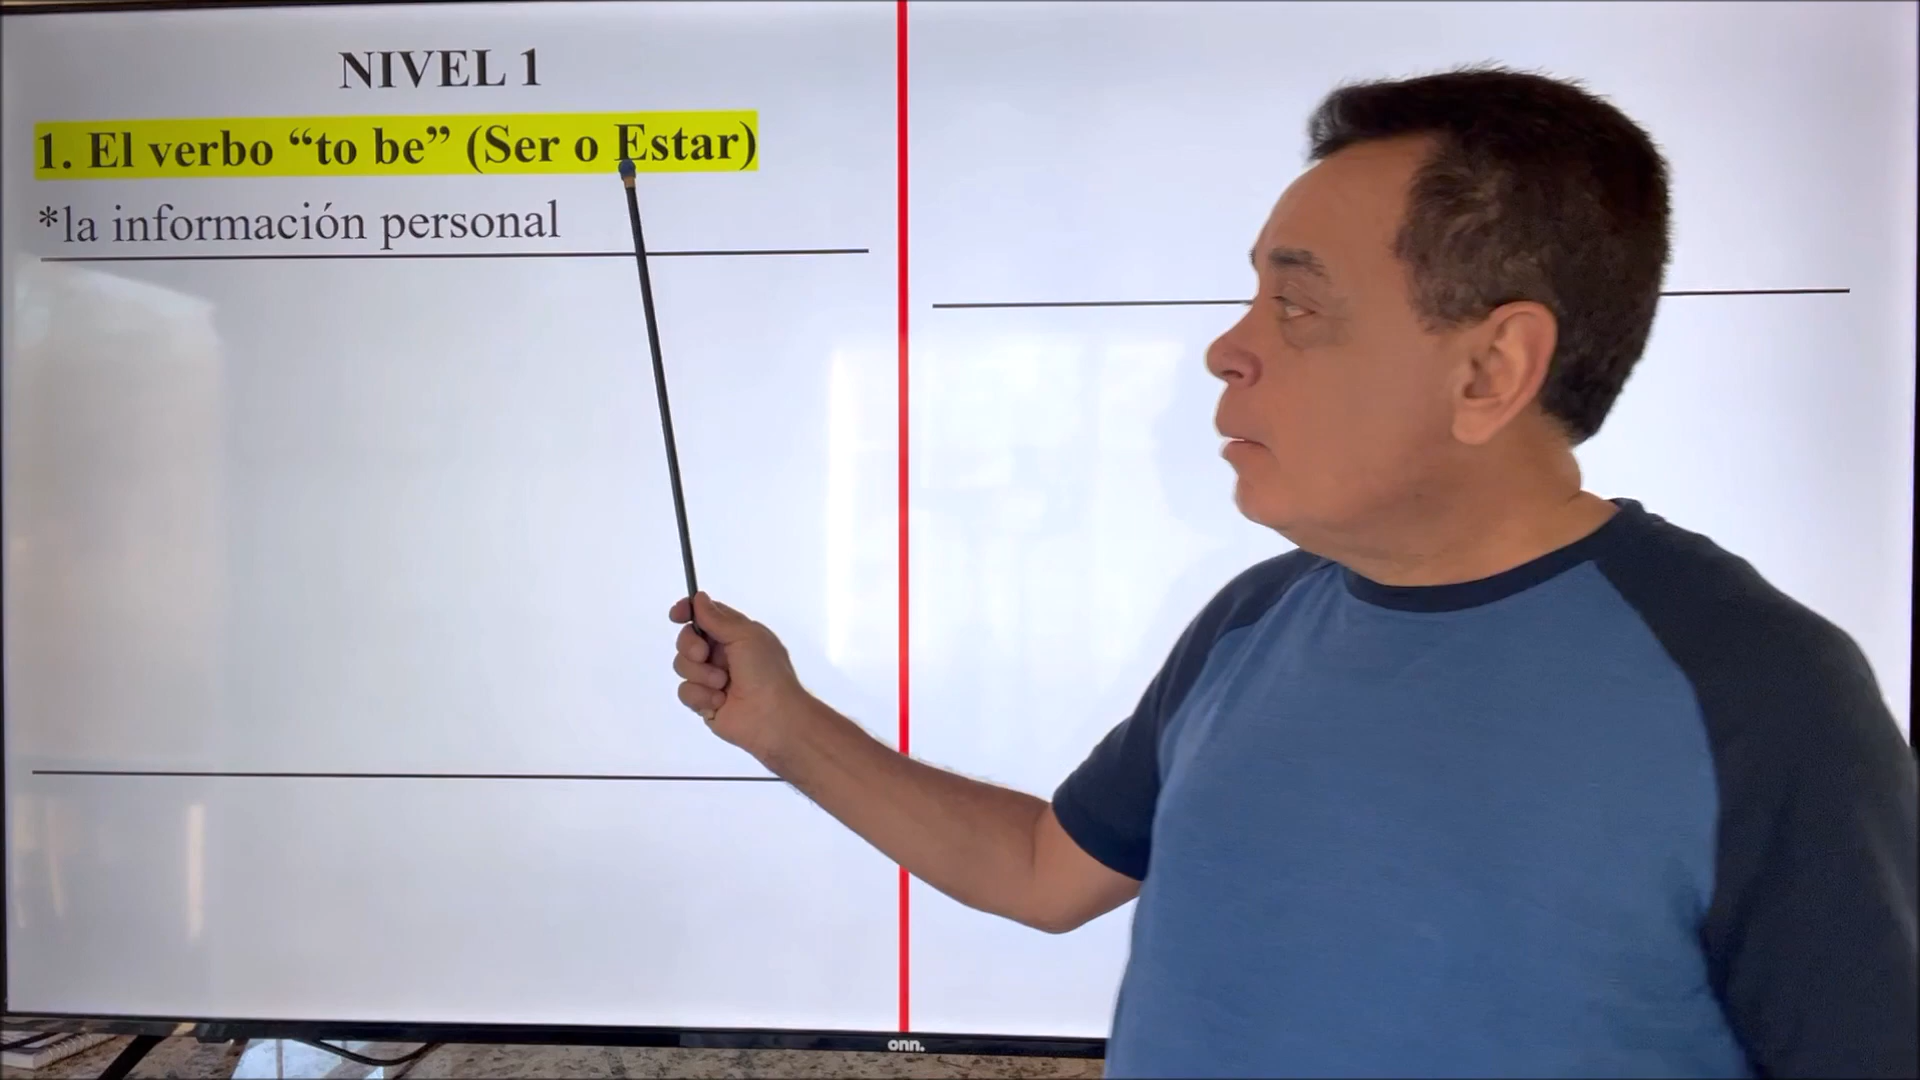 NIVEL 1
1. El verbo “to be” (Ser o Estar)
*la información personal
onn.